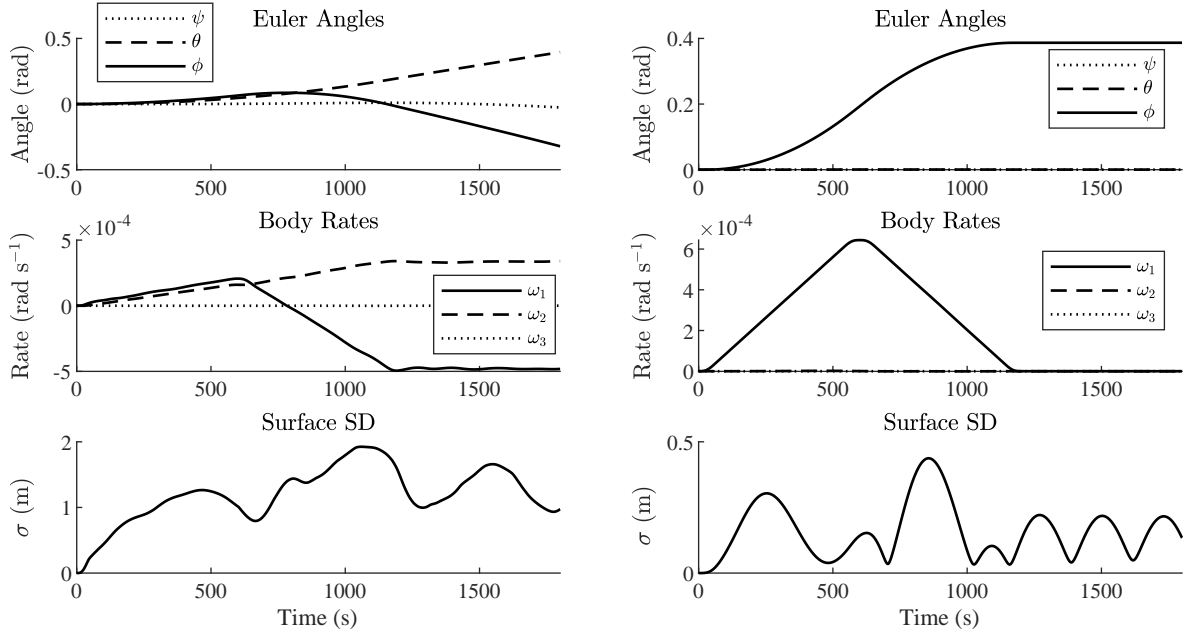 Euler Angles
ψ
θ
ϕ
0.5
0
-0.5
Angle (rad)
0 500 1000 1500
Body Rates
×10⁻⁴
5
0
-5
Rate (rad s⁻¹)
ω₁
ω₂
ω₃
0 500 1000 1500
Surface SD
2
1
0
σ (m)
0 500 1000 1500
Time (s)
Euler Angles
0.4
0.2
0
Angle (rad)
ψ
θ
ϕ
0 500 1000 1500
Body Rates
×10⁻⁴
6
4
2
0
Rate (rad s⁻¹)
ω₁
ω₂
ω₃
0 500 1000 1500
Surface SD
0.5
0
σ (m)
0 500 1000 1500
Time (s)